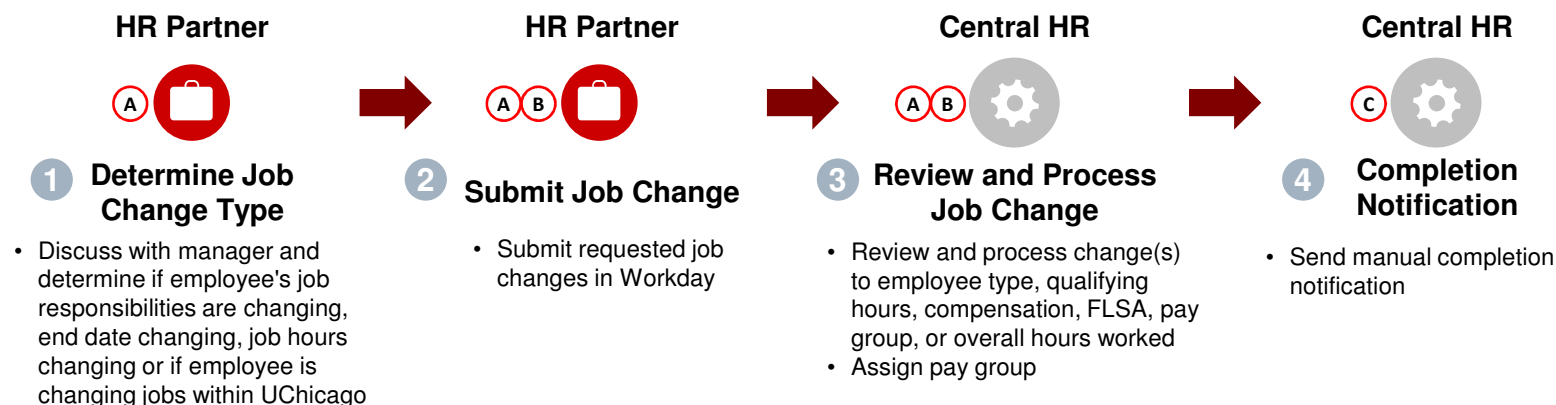 HR Partner
A
1
Determine Job
Change Type
• Discuss with manager and
determine if employee's job
responsibilities are changing,
end date changing, job hours
changing or if employee is
changing jobs within UChicago
HR Partner
A B
2
Submit Job Change
• Submit requested job
changes in Workday
Central HR
A B
3
Review and Process
Job Change
• Review and process change(s)
to employee type, qualifying
hours, compensation, FLSA, pay
group, or overall hours worked
• Assign pay group
Central HR
C
4
Completion
Notification
• Send manual completion
notification